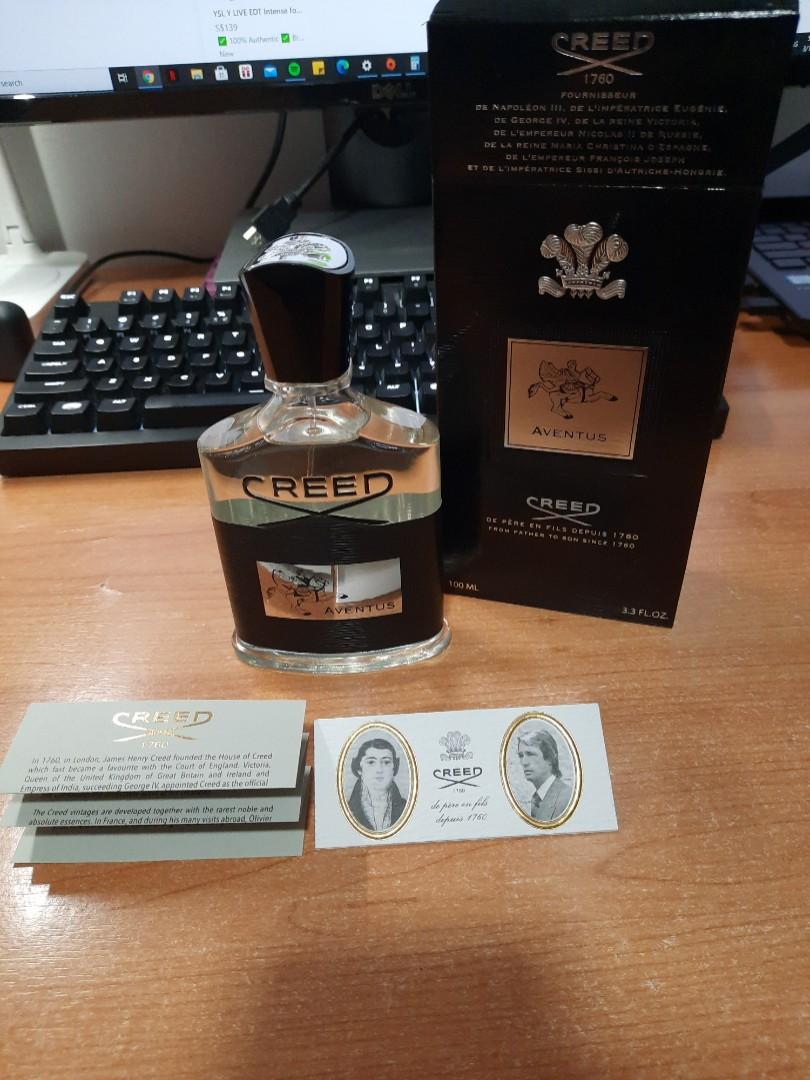 YSL Y LIVE EDT Intense fo...
S$139
100% Authentic Br...
New
search
DELL
CREED
1760
FOURNISSEUR
DE NAPOLÉON III, DE L'IMPÉRATRICE EUGÉNIE,
DE GEORGE IV, DE LA REINE VICTORIA,
DE L'EMPEREUR NICOLAS II DE RUSSIE,
DE LA REINE MARIA CHRISTINA D'ESPAGNE,
DE L'EMPEREUR FRANÇOIS JOSEPH
ET DE L'IMPÉRATRICE SISSI D'AUTRICHE-HONGRIE.
AVENTUS
CREED
DE PÈRE EN FILS DEPUIS 1760
FROM FATHER TO SON SINCE 1760
100 ML
3.3 FL.OZ.
CREED
AVENTUS
CREED
1760
In 1760, in London, James Henry Creed founded the House of Creed
which fast became a favourite with the Court of England. Victoria,
Queen of the United Kingdom of Great Britain and Ireland and
Empress of India, succeeding George IV, appointed Creed as the official
The Creed vintages are developed together with the rarest noble and
absolute essences. In France, and during his many visits abroad, Olivier
CREED
1760
de père en fils
depuis 1760